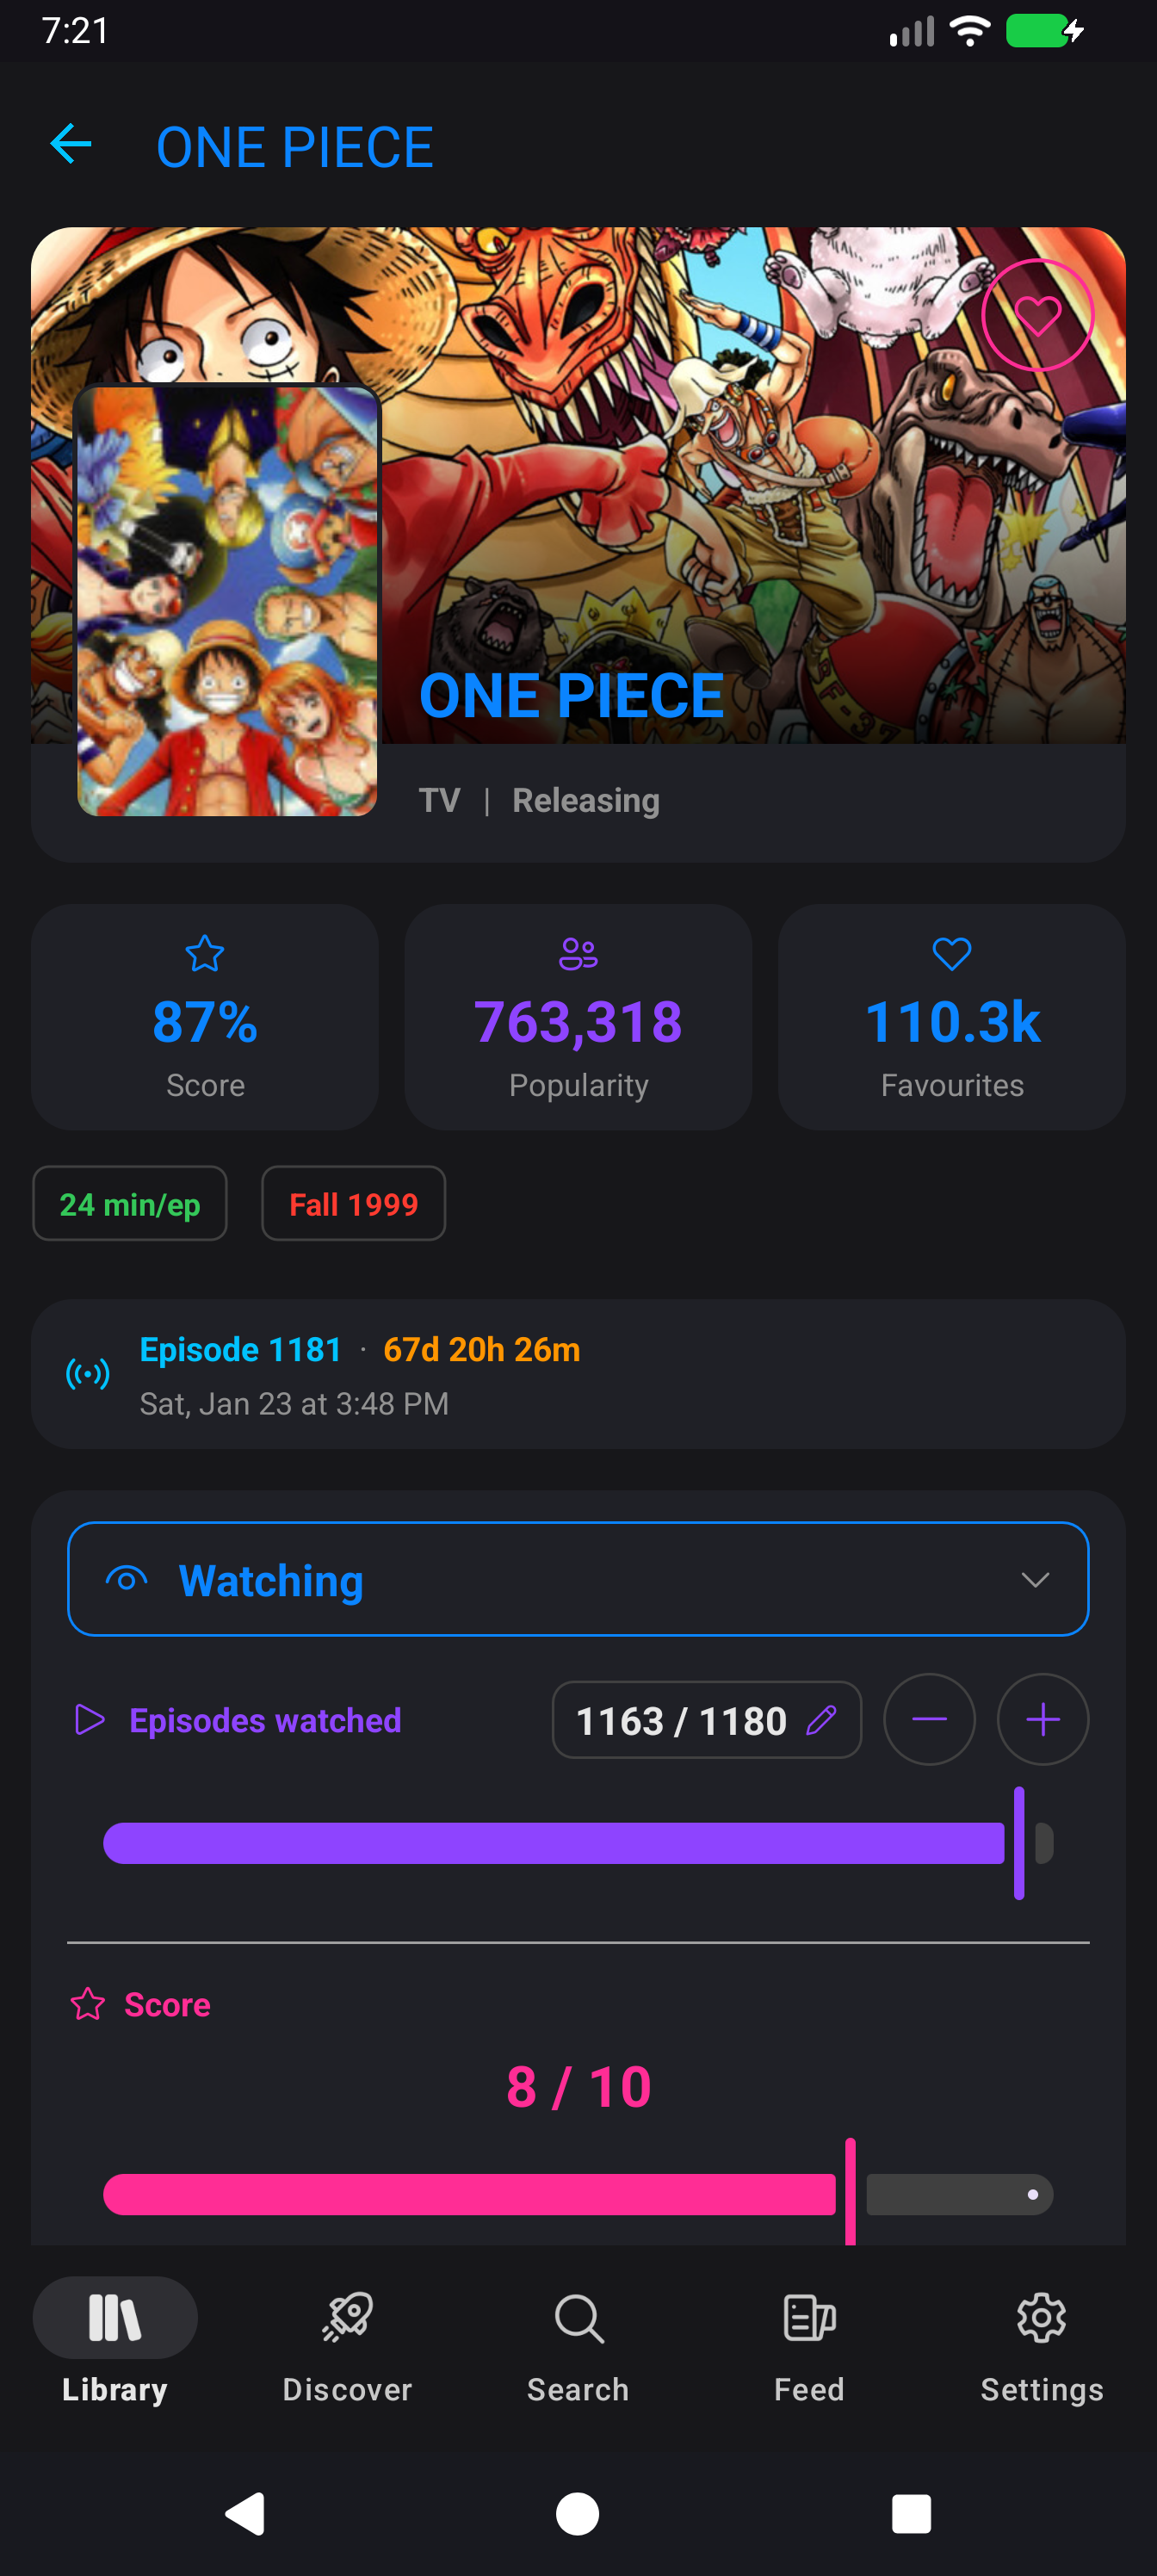 7:21
ONE PIECE
ONE PIECE
TV | Releasing
87%
Score
763,318
Popularity
110.3k
Favourites
24 min/ep
Fall 1999
Episode 1181 · 67d 20h 26m
Sat, Jan 23 at 3:48 PM
Watching
Episodes watched
1163 / 1180
Score
8 / 10
Library
Discover
Search
Feed
Settings